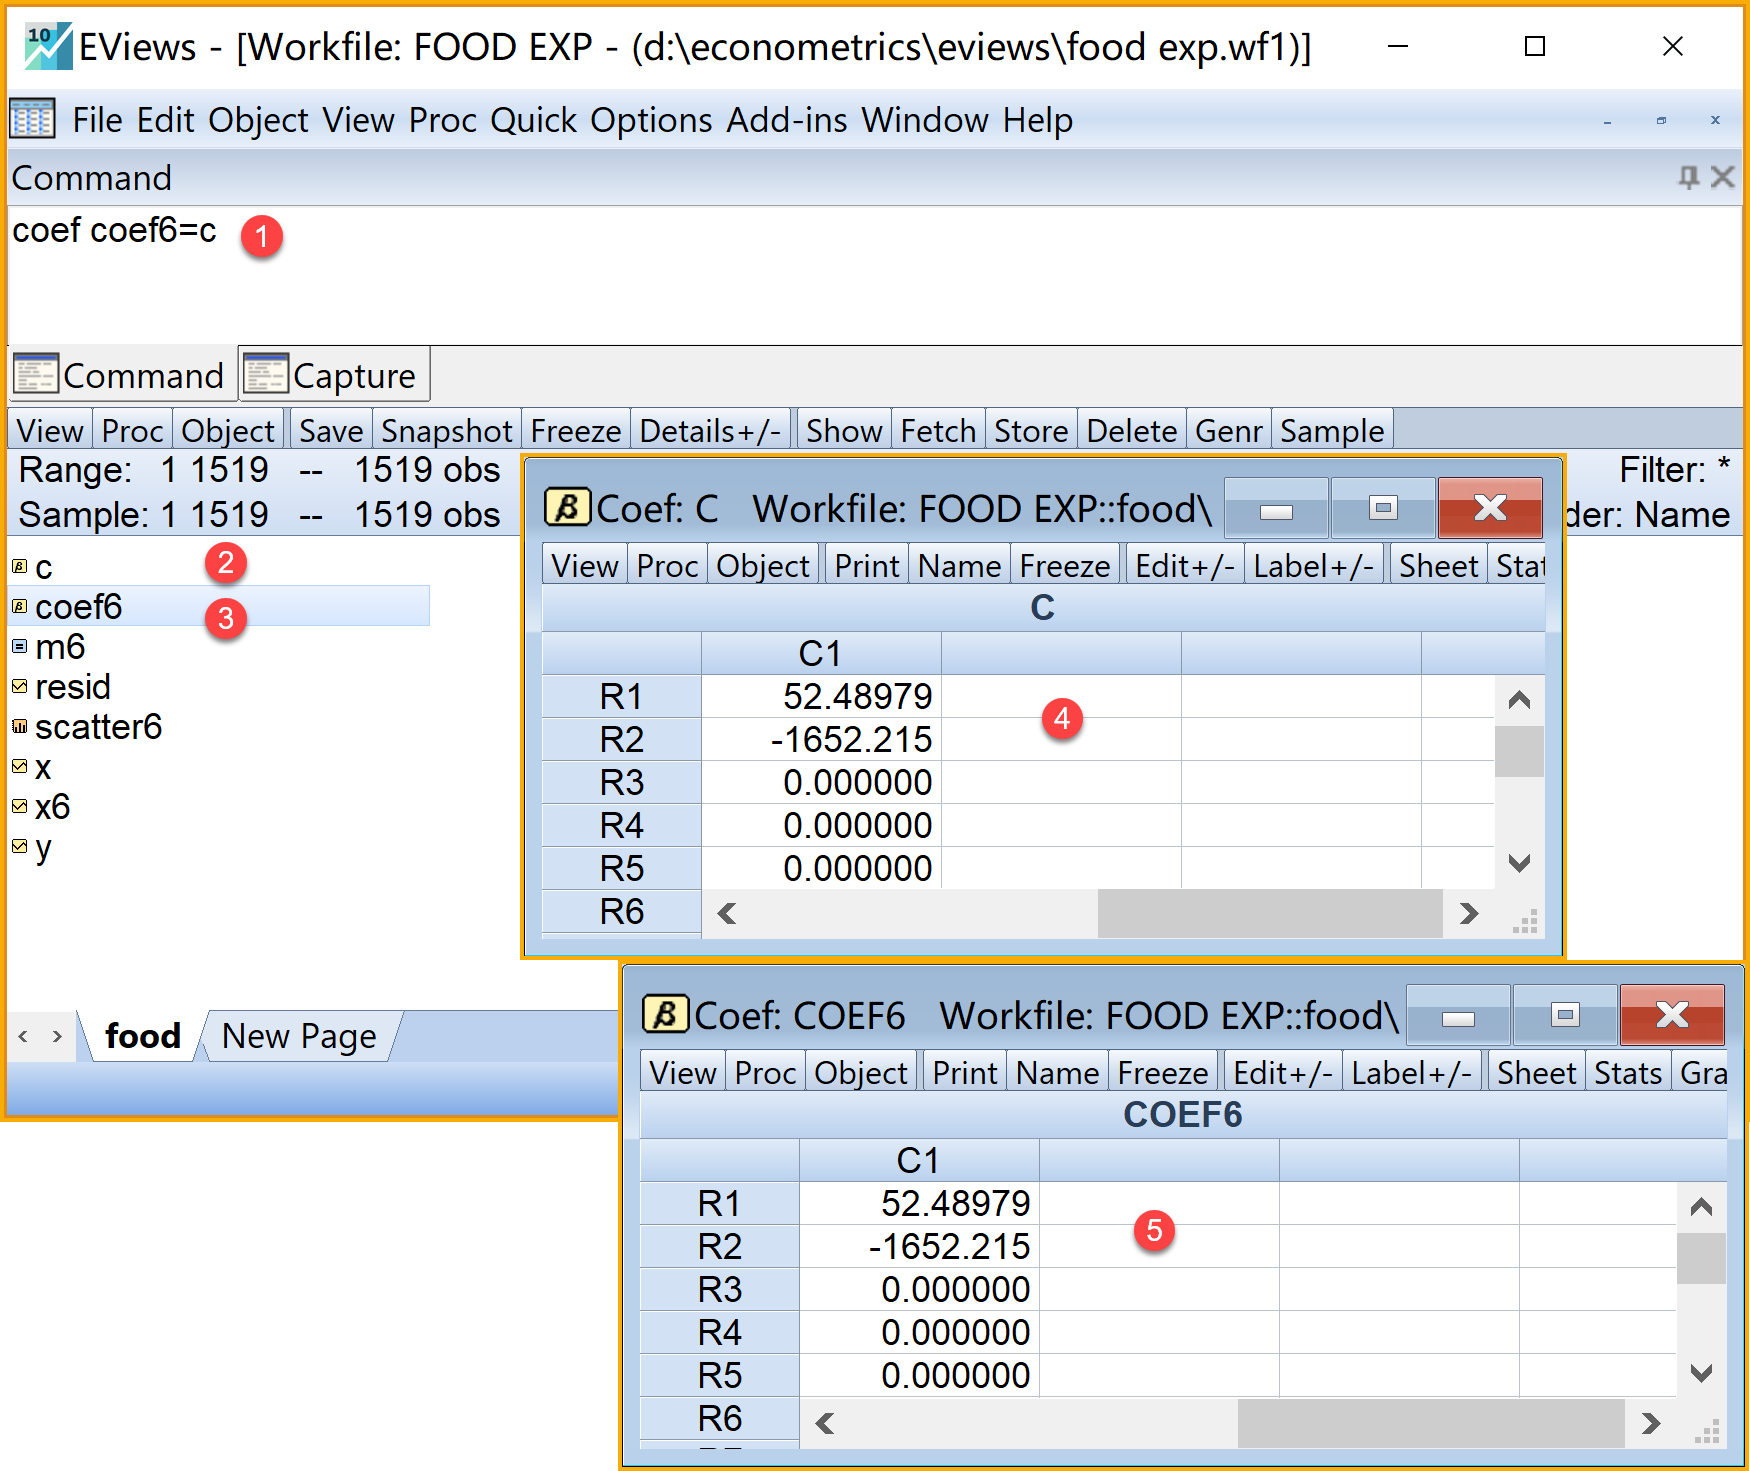 10 EViews - [Workfile: FOOD EXP - (d:\econometrics\eviews\food exp.wf1)]
File Edit Object View Proc Quick Options Add-ins Window Help
Command
coef coef6=c 1
Command Capture
View Proc Object Save Snapshot Freeze Details+/- Show Fetch Store Delete Genr Sample
Range: 1 1519 -- 1519 obs Filter: *
Sample: 1 1519 -- 1519 obs der: Name
c 2
coef6 3
m6
resid
scatter6
x
x6
y
food New Page
β Coef: C Workfile: FOOD EXP::food\
View Proc Object Print Name Freeze Edit+/- Label+/- Sheet Stat
C
C1
R1 52.48979 4
R2 -1652.215
R3 0.000000
R4 0.000000
R5 0.000000
R6
β Coef: COEF6 Workfile: FOOD EXP::food\
View Proc Object Print Name Freeze Edit+/- Label+/- Sheet Stats Gra
COEF6
C1
R1 52.48979 5
R2 -1652.215
R3 0.000000
R4 0.000000
R5 0.000000
R6